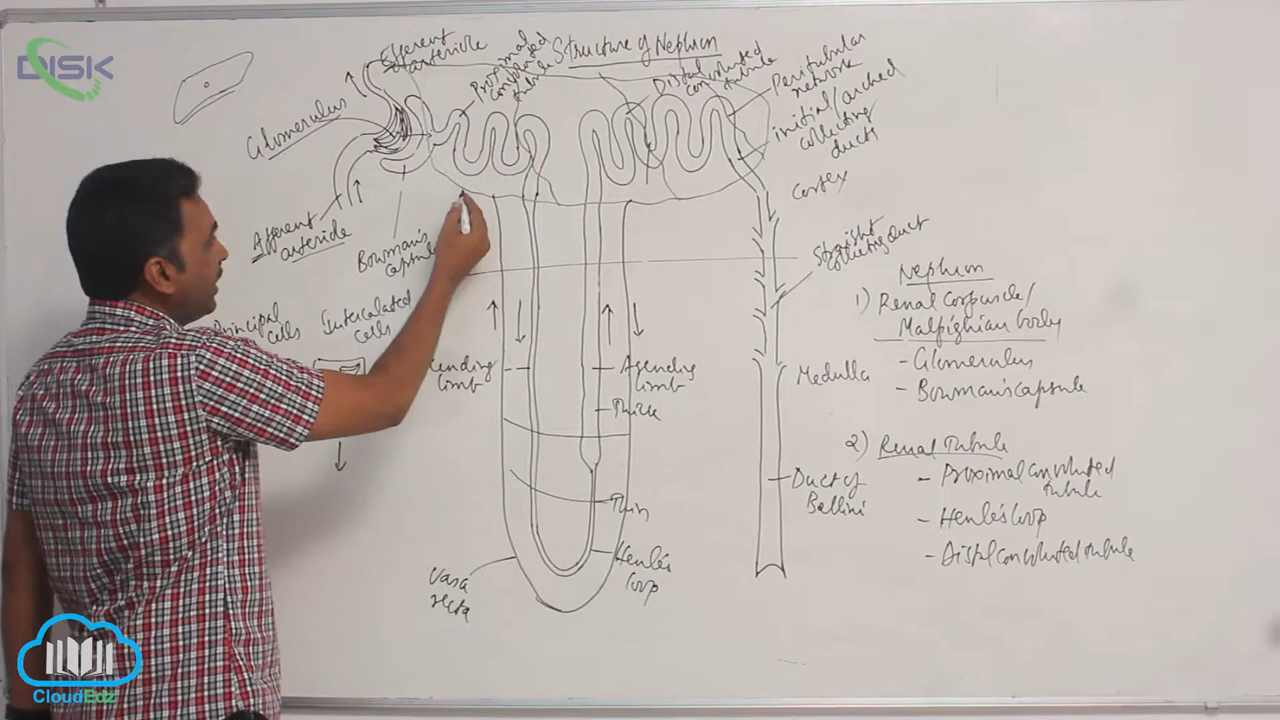 DISK
Structure of Nephron
Efferent
arteriole
Proximal
convoluted
tubule
Distal
convoluted
tubule
Peritubular
network
initial/arched
collecting
ducts
Glomerulus
Afferent
arteriole
Bowman's
capsule
Cortex
Straight
collecting duct
Principal
cells
Intercalated
cells
cending
limb
Ascending
limb
Thick
Thin
Henle's
loop
Vasa
recta
Medulla
Duct of
Bellini
Nephron
1) Renal Corpuscle/
Malpighian body
- Glomerulus
- Bowman's capsule
2) Renal Tubule
- Proximal convoluted
tubule
- Henle's loop
- Distal convoluted tubule
CloudEdz